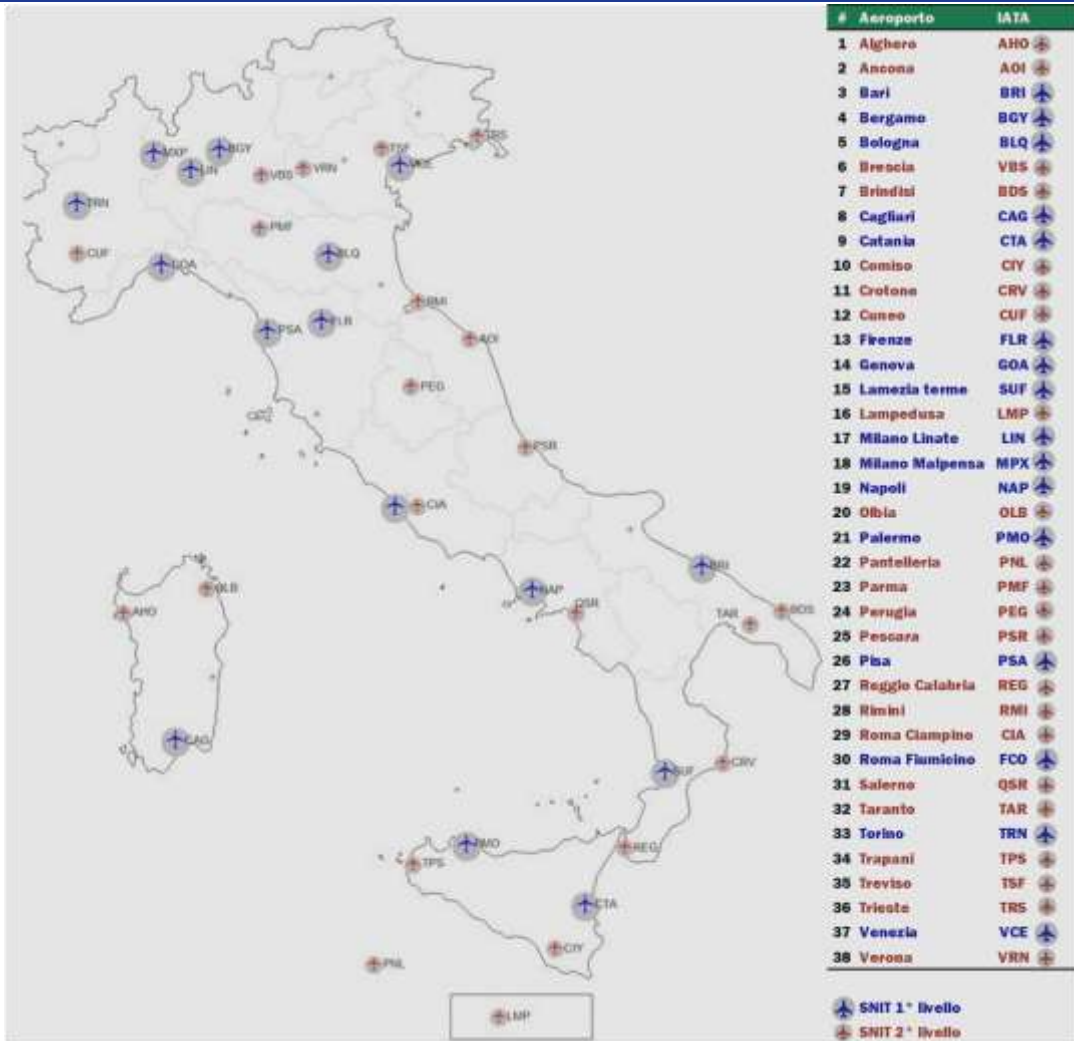 # Aeroporto IATA
1 Alghero AHO
2 Ancona AOI
3 Bari BRI
4 Bergamo BGY
5 Bologna BLQ
6 Brescia VBS
7 Brindisi BDS
8 Cagliari CAG
9 Catania CTA
10 Comiso CIY
11 Crotone CRV
12 Cuneo CUF
13 Firenze FLR
14 Genova GOA
15 Lamezia terme SUF
16 Lampedusa LMP
17 Milano Linate LIN
18 Milano Malpensa MPX
19 Napoli NAP
20 Olbia OLB
21 Palermo PMO
22 Pantelleria PNL
23 Parma PMF
24 Perugia PEG
25 Pescara PSR
26 Pisa PSA
27 Reggio Calabria REG
28 Rimini RMI
29 Roma Ciampino CIA
30 Roma Fiumicino FCO
31 Salerno QSR
32 Taranto TAR
33 Torino TRN
34 Trapani TPS
35 Treviso TSF
36 Trieste TRS
37 Venezia VCE
38 Verona VRN
SNIT 1° livello
SNIT 2° livello
TRS
TSF
BGY
MXP
VCE
VRN
LIN
VBS
TRN
PMF
CUF
BLQ
GOA
RMI
FLR
PSA
AOI
PEG
PSR
CIA
BRI
OLB
NAP
AHO
QSR
TAR
BDS
CAG
SUF
CRV
PMO
REG
TPS
CTA
CIY
PNL
LMP